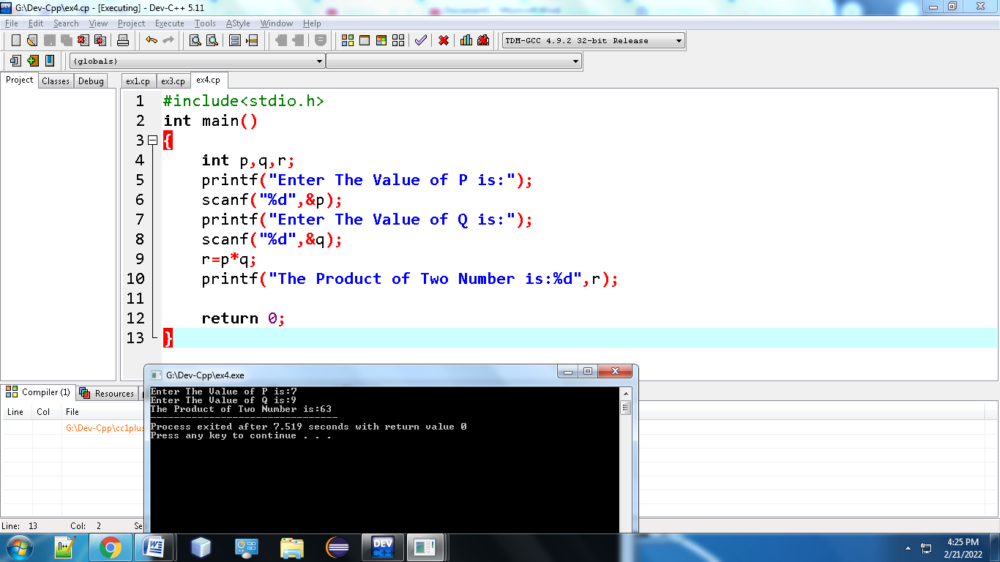 G:\Dev-Cpp\ex4.cp - [Executing] - Dev-C++ 5.11
File Edit Search View Project Execute Tools AStyle Window Help
TDM-GCC 4.9.2 32-bit Release
(globals)
Project Classes Debug
ex1.cp ex3.cp ex4.cp
1 #include<stdio.h>
2 int main()
3 {
4 int p,q,r;
5 printf("Enter The Value of P is:");
6 scanf("%d",&p);
7 printf("Enter The Value of Q is:");
8 scanf("%d",&q);
9 r=p*q;
10 printf("The Product of Two Number is:%d",r);
11
12 return 0;
13 }
Compiler (1) Resources
Line Col File
G:\Dev-Cpp\cc1plus
G:\Dev-Cpp\ex4.exe
Enter The Value of P is:7
Enter The Value of Q is:9
The Product of Two Number is:63
--------------------------------
Process exited after 7.519 seconds with return value 0
Press any key to continue . . .
Line: 13 Col: 2 Se
n++
W
DEV
C++
4:25 PM
2/21/2022